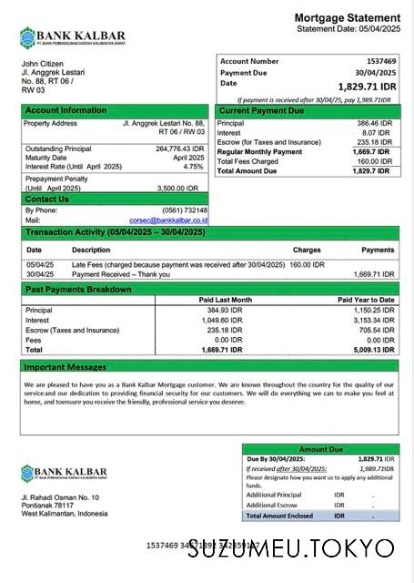 Mortgage Statement
Statement Date: 05/04/2025
BANK KALBAR
PT. BANK PEMBANGUNAN DAERAH KALIMANTAN BARAT
John Citizen
Jl. Anggrek Lestari
No. 88, RT 06 /
RW 03
Account Number 1537469
Payment Due 30/04/2025
Date 1,829.71 IDR
If payment is received after 30/04/25, pay 1,989.71IDR
Account Information
Property Address Jl. Anggrek Lestari No. 88,
RT 06 / RW 03
Outstanding Principal 264,776.43 IDR
Maturity Date April 2025
Interest Rate (Until April 2025) 4.75%
Prepayment Penalty
(Until April 2025) 3,500.00 IDR
Contact Us
By Phone: (0561) 732148
Mail: corsec@bankkalbar.co.id
Current Payment Due
Principal 386.46 IDR
Interest 8.07 IDR
Escrow (for Taxes and Insurance) 235.18 IDR
Regular Monthly Payment 1,669.7 IDR
Total Fees Charged 160.00 IDR
Total Amount Due 1,829.7 IDR
Transaction Activity (05/04/2025 – 30/04/2025)
Date Description Charges Payments
05/04/25 Late Fees (charged because payment was received after 30/04/2025) 160.00 IDR
30/04/25 Payment Received – Thank you 1,669.71 IDR
Past Payments Breakdown
Paid Last Month Paid Year to Date
Principal 384.93 IDR 1,150.25 IDR
Interest 1,049.60 IDR 3,153.34 IDR
Escrow (Taxes and Insurance) 235.18 IDR 705.54 IDR
Fees 0.00 IDR 0.00 IDR
Total 1,669.71 IDR 5,009.13 IDR
Important Messages
We are pleased to have you as a Bank Kalbar Mortgage customer. We are known throughout the country for the quality of our
service and our dedication to providing financial security for our customers. We will do everything we can to make you feel at
home, and toensure you receive the friendly, professional service you deserve.
BANK KALBAR
PT. BANK PEMBANGUNAN DAERAH KALIMANTAN BARAT
Jl. Rahadi Osman No. 10
Pontianak 78117
West Kalimantan, Indonesia
Amount Due
Due By 30/04/2025: 1,829.71 IDR
If received after 30/04/2025: 1,989.71IDR
Please designate how you want us to apply any additional
funds.
Additional Principal IDR .
Additional Escrow IDR .
Total Amount Enclosed IDR .
1537469
SUZUMEU.TOKYO